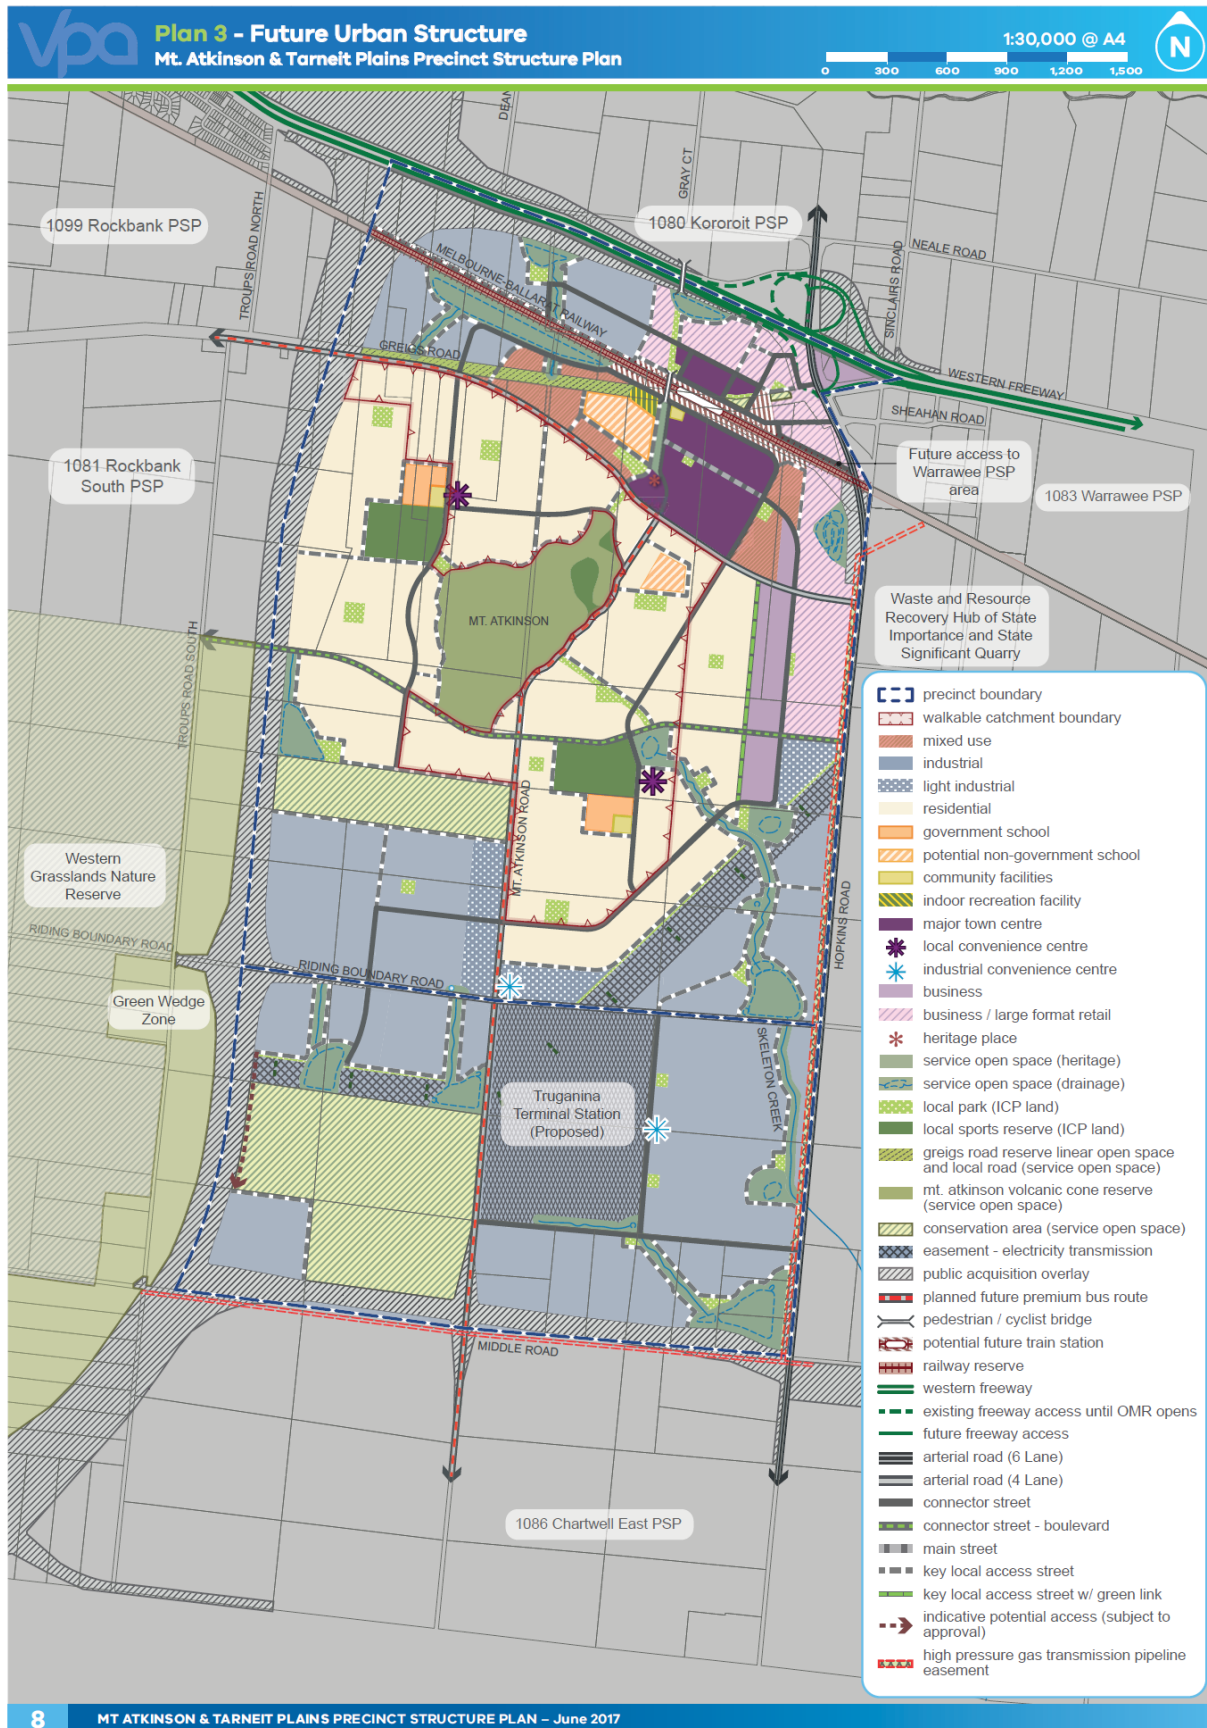 vpa
Plan 3 - Future Urban Structure
Mt. Atkinson & Tarneit Plains Precinct Structure Plan
1:30,000 @ A4
0 300 600 900 1,200 1,500
N
DEAN
GRAY CT
1099 Rockbank PSP
1080 Kororoit PSP
TROUPS ROAD NORTH
NEALE ROAD
SINCLAIRS ROAD
MELBOURNE-BALLARAT RAILWAY
GREIGS ROAD
WESTERN FREEWAY
SHEAHAN ROAD
1081 Rockbank
South PSP
Future access to
Warrawee PSP
area
1083 Warrawee PSP
MT. ATKINSON
Waste and Resource
Recovery Hub of State
Importance and State
Significant Quarry
TROUPS ROAD SOUTH
MT. ATKINSON ROAD
Western
Grasslands Nature
Reserve
HOPKINS ROAD
RIDING BOUNDARY ROAD
RIDING BOUNDARY ROAD
Green Wedge
Zone
SKELETON CREEK
Truganina
Terminal Station
(Proposed)
MIDDLE ROAD
1086 Chartwell East PSP
precinct boundary
walkable catchment boundary
mixed use
industrial
light industrial
residential
government school
potential non-government school
community facilities
indoor recreation facility
major town centre
local convenience centre
industrial convenience centre
business
business / large format retail
heritage place
service open space (heritage)
service open space (drainage)
local park (ICP land)
local sports reserve (ICP land)
greigs road reserve linear open space
and local road (service open space)
mt. atkinson volcanic cone reserve
(service open space)
conservation area (service open space)
easement - electricity transmission
public acquisition overlay
planned future premium bus route
pedestrian / cyclist bridge
potential future train station
railway reserve
western freeway
existing freeway access until OMR opens
future freeway access
arterial road (6 Lane)
arterial road (4 Lane)
connector street
connector street - boulevard
main street
key local access street
key local access street w/ green link
indicative potential access (subject to
approval)
high pressure gas transmission pipeline
easement
8
MT ATKINSON & TARNEIT PLAINS PRECINCT STRUCTURE PLAN – June 2017